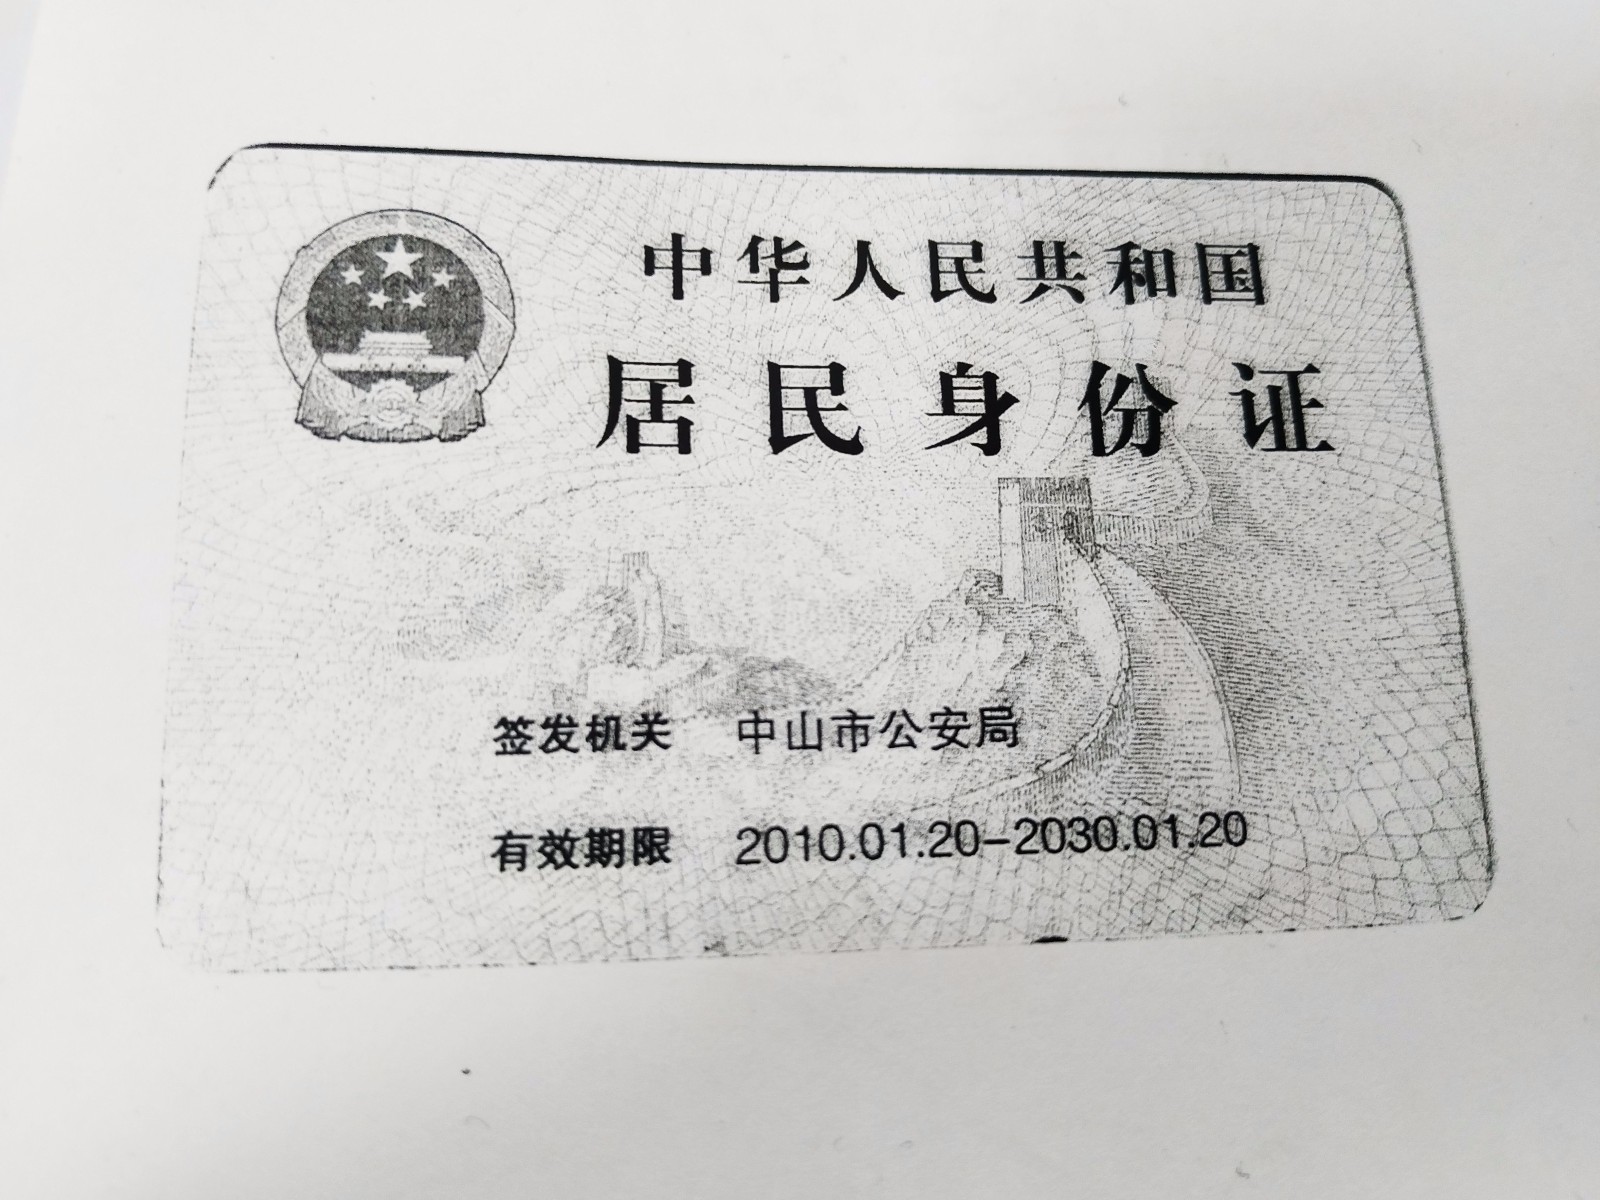 中华人民共和国
居民身份证
签发机关 中山市公安局
有效期限 2010.01.20-2030.01.20